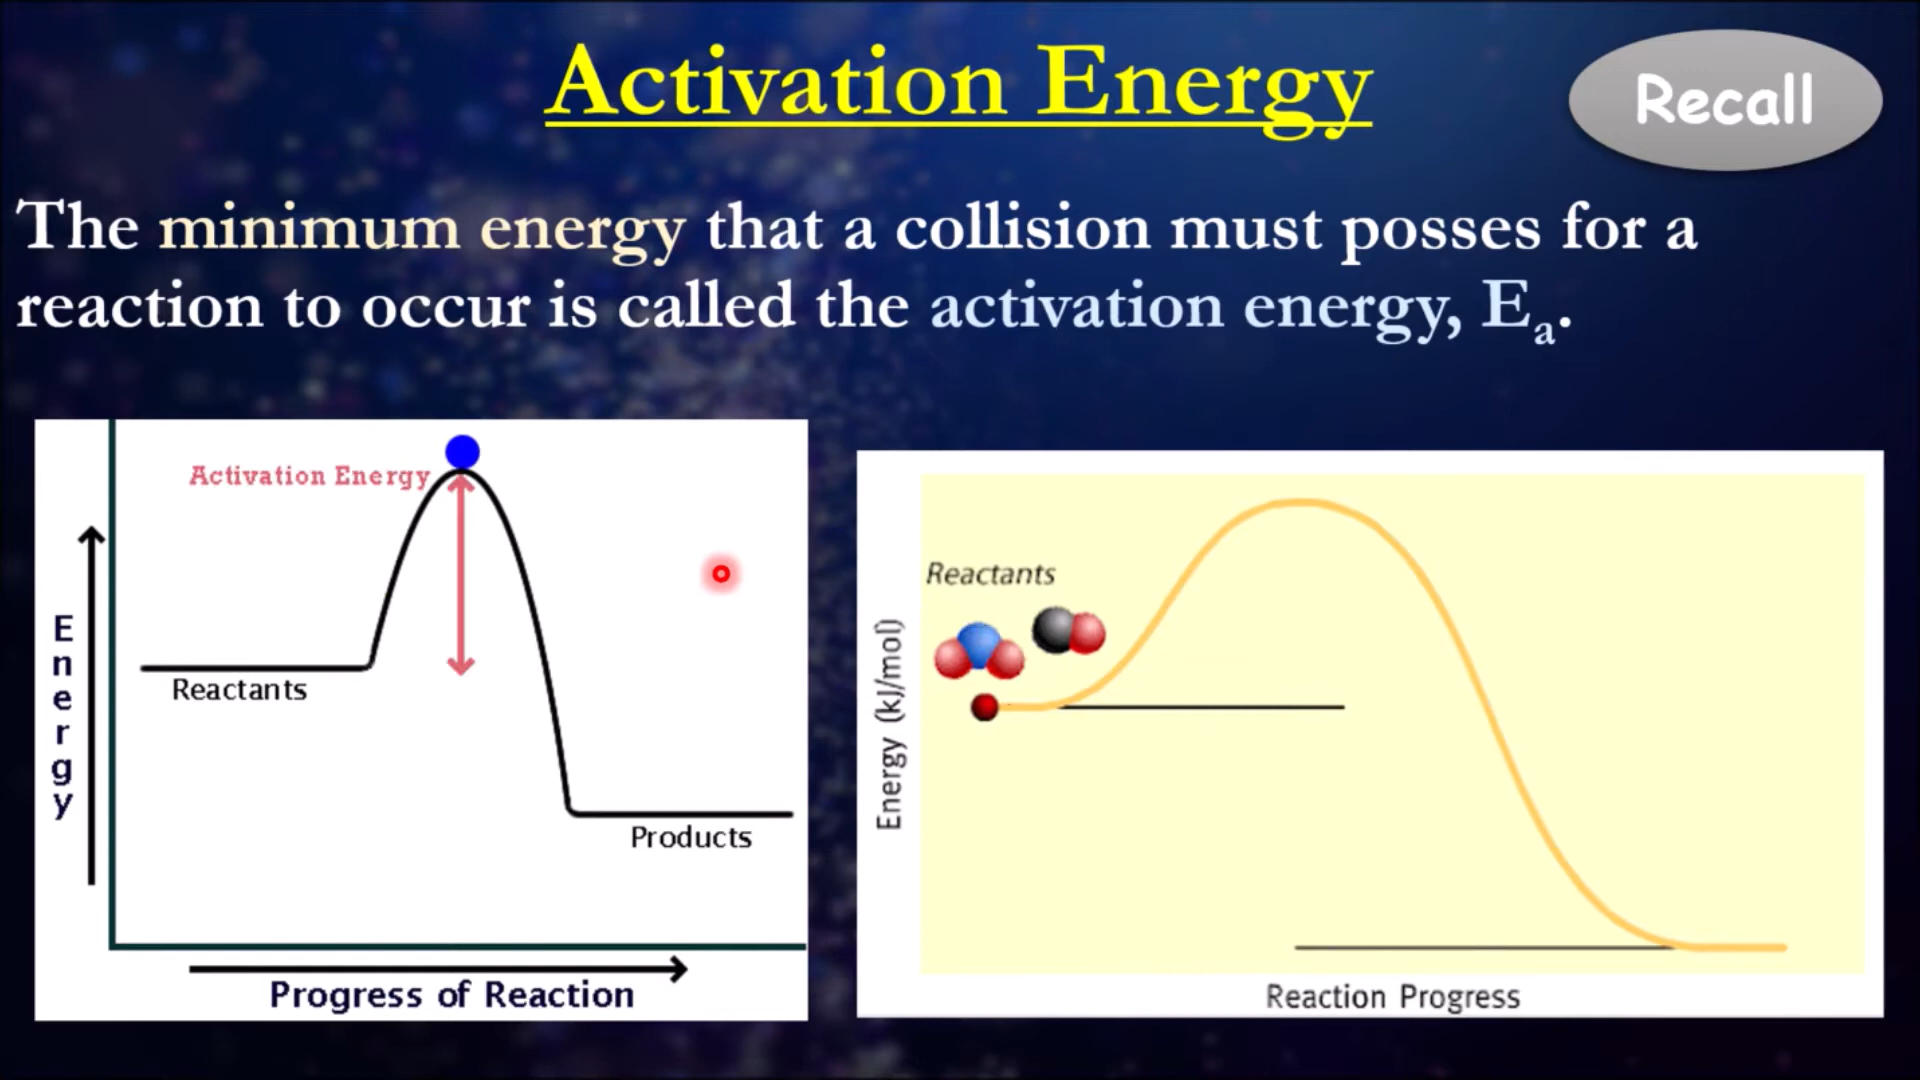 Activation Energy
Recall
The minimum energy that a collision must posses for a
reaction to occur is called the activation energy, Ea.
Activation Energy
Energy
Reactants
Products
Progress of Reaction
Reactants
Energy (kJ/mol)
Reaction Progress